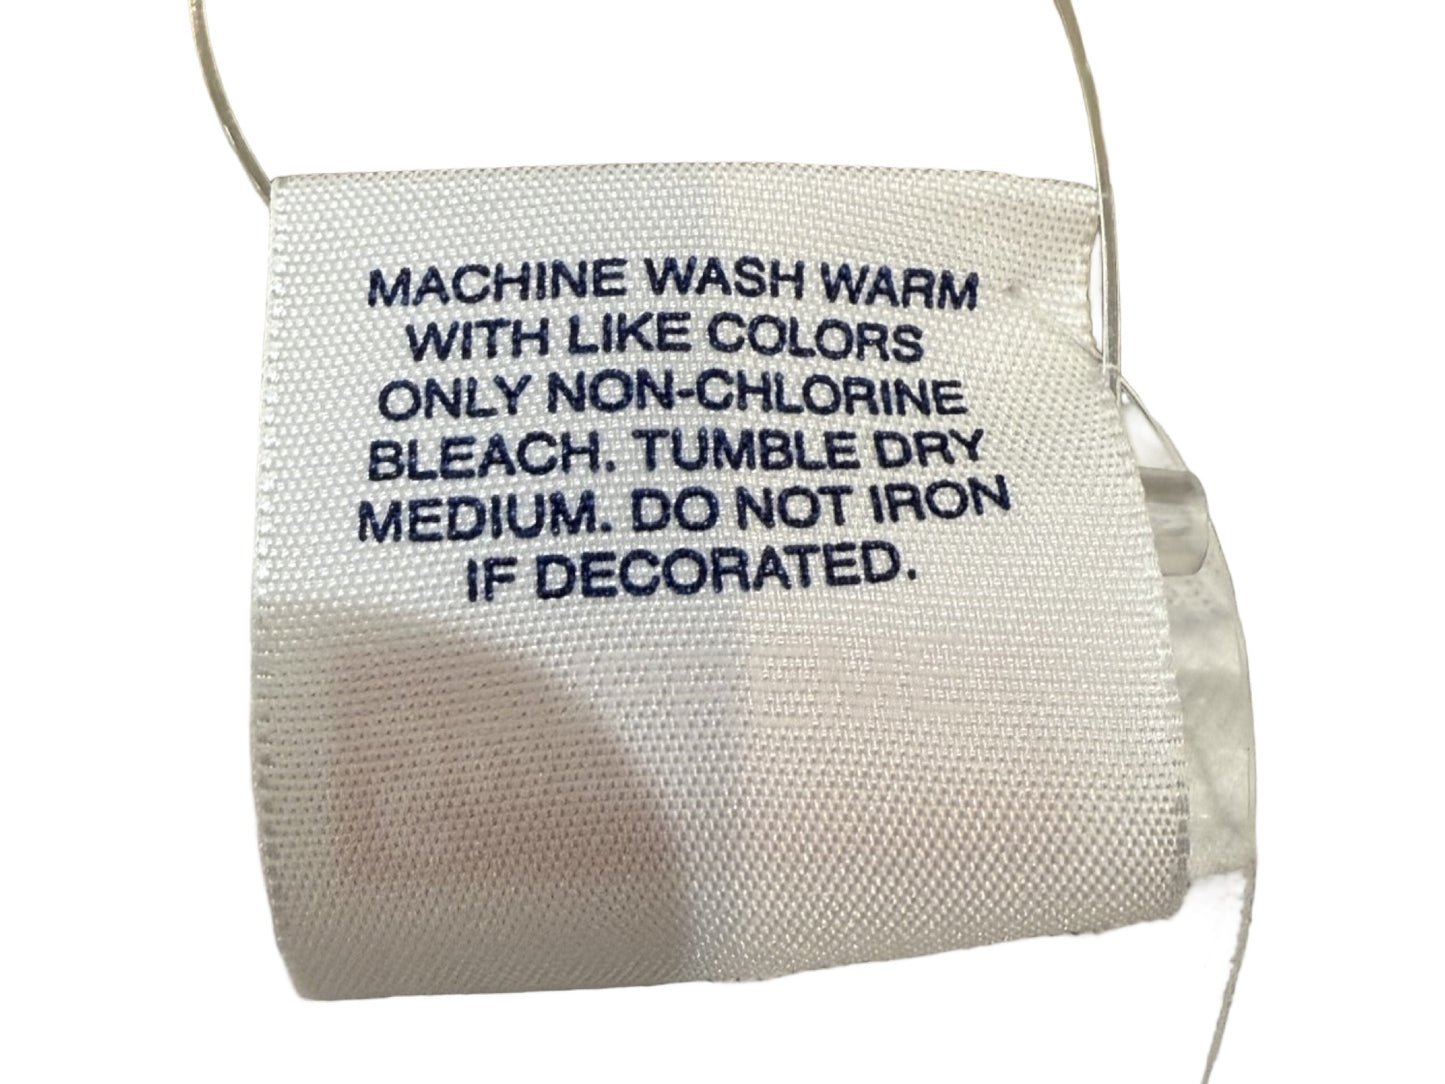 MACHINE WASH WARM
WITH LIKE COLORS
ONLY NON-CHLORINE
BLEACH. TUMBLE DRY
MEDIUM. DO NOT IRON
IF DECORATED.